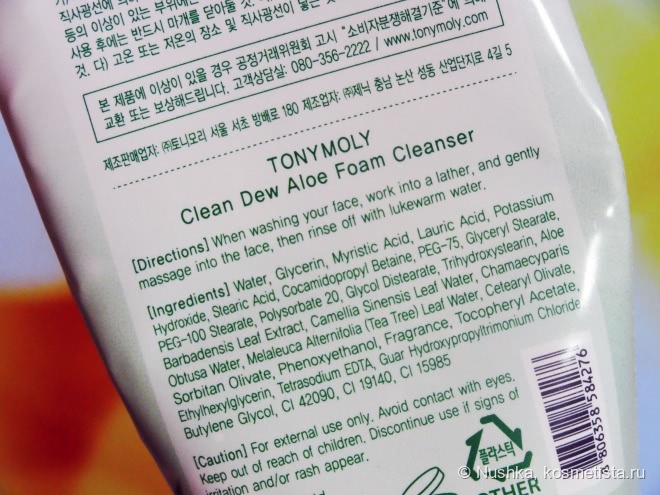 직사광선에
등의 이상이 있는 부위에는
사용 후에는 반드시 마개를 닫아둘
것. 다) 고온 또는 저온의 장소 및 직사광선이 닿는
본 제품에 이상이 있을 경우 공정거래위원회 고시 "소비자분쟁해결기준"에 의해
교환 또는 보상해드립니다. 고객상담실: 080-356-2222 / www.tonymoly.com
제조판매업자: ㈜토니모리 서울 서초 방배로 180 제조업자: ㈜제닉 충남 논산 성동 산업단지로 4길 5
TONYMOLY
Clean Dew Aloe Foam Cleanser
[Directions] When washing your face, work into a lather, and gently
massage into the face, then rinse off with lukewarm water.
[Ingredients] Water, Glycerin, Myristic Acid, Lauric Acid, Potassium
Hydroxide, Stearic Acid, Cocamidopropyl Betaine, PEG-75, Glyceryl Stearate,
PEG-100 Stearate, Polysorbate 20, Glycol Distearate, Trihydroxystearin, Aloe
Barbadensis Leaf Extract, Camellia Sinensis Leaf Water, Chamaecyparis
Obtusa Water, Melaleuca Alternifolia (Tea Tree) Leaf Water, Cetearyl Olivate,
Sorbitan Olivate, Phenoxyethanol, Fragrance, Tocopheryl Acetate,
Ethylhexylglycerin, Tetrasodium EDTA, Guar Hydroxypropyltrimonium Chloride
Butylene Glycol, CI 42090, CI 19140, CI 15985
[Caution] For external use only. Avoid contact with eyes.
Keep out of reach of children. Discontinue use if signs of
irritation and/or rash appear.
806358 584276
플라스틱
OTHER
© Nushka, kosmetista.ru